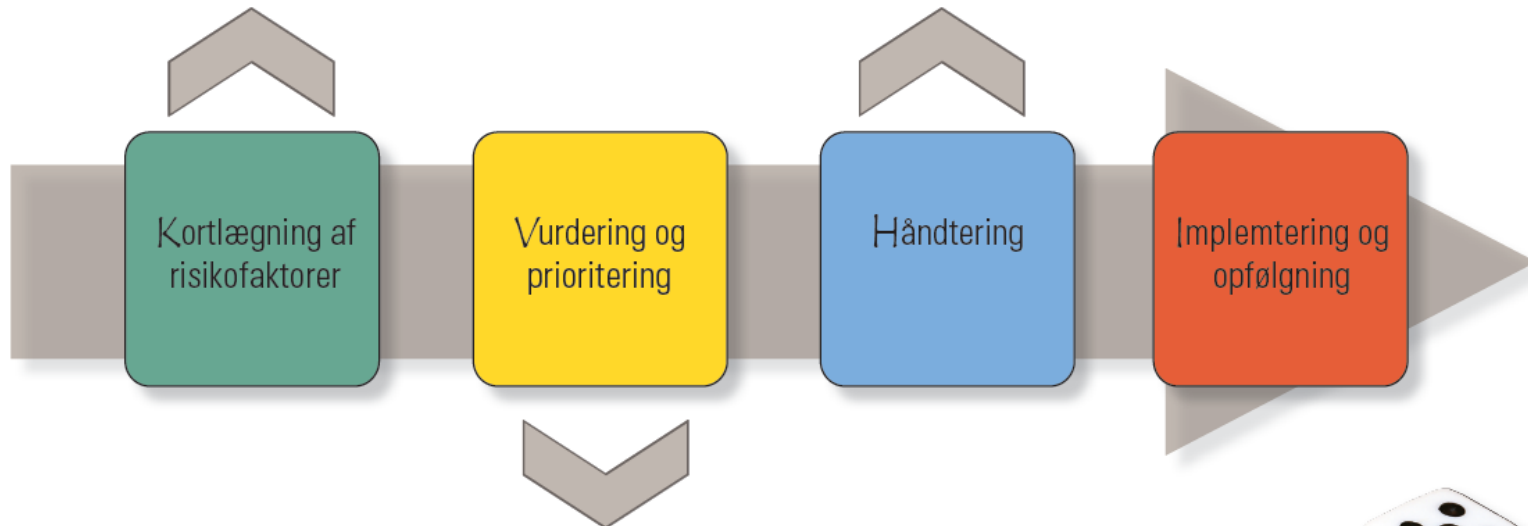 Kortlægning af
risikofaktorer
Vurdering og
prioritering
Håndtering
Implemtering og
opfølgning